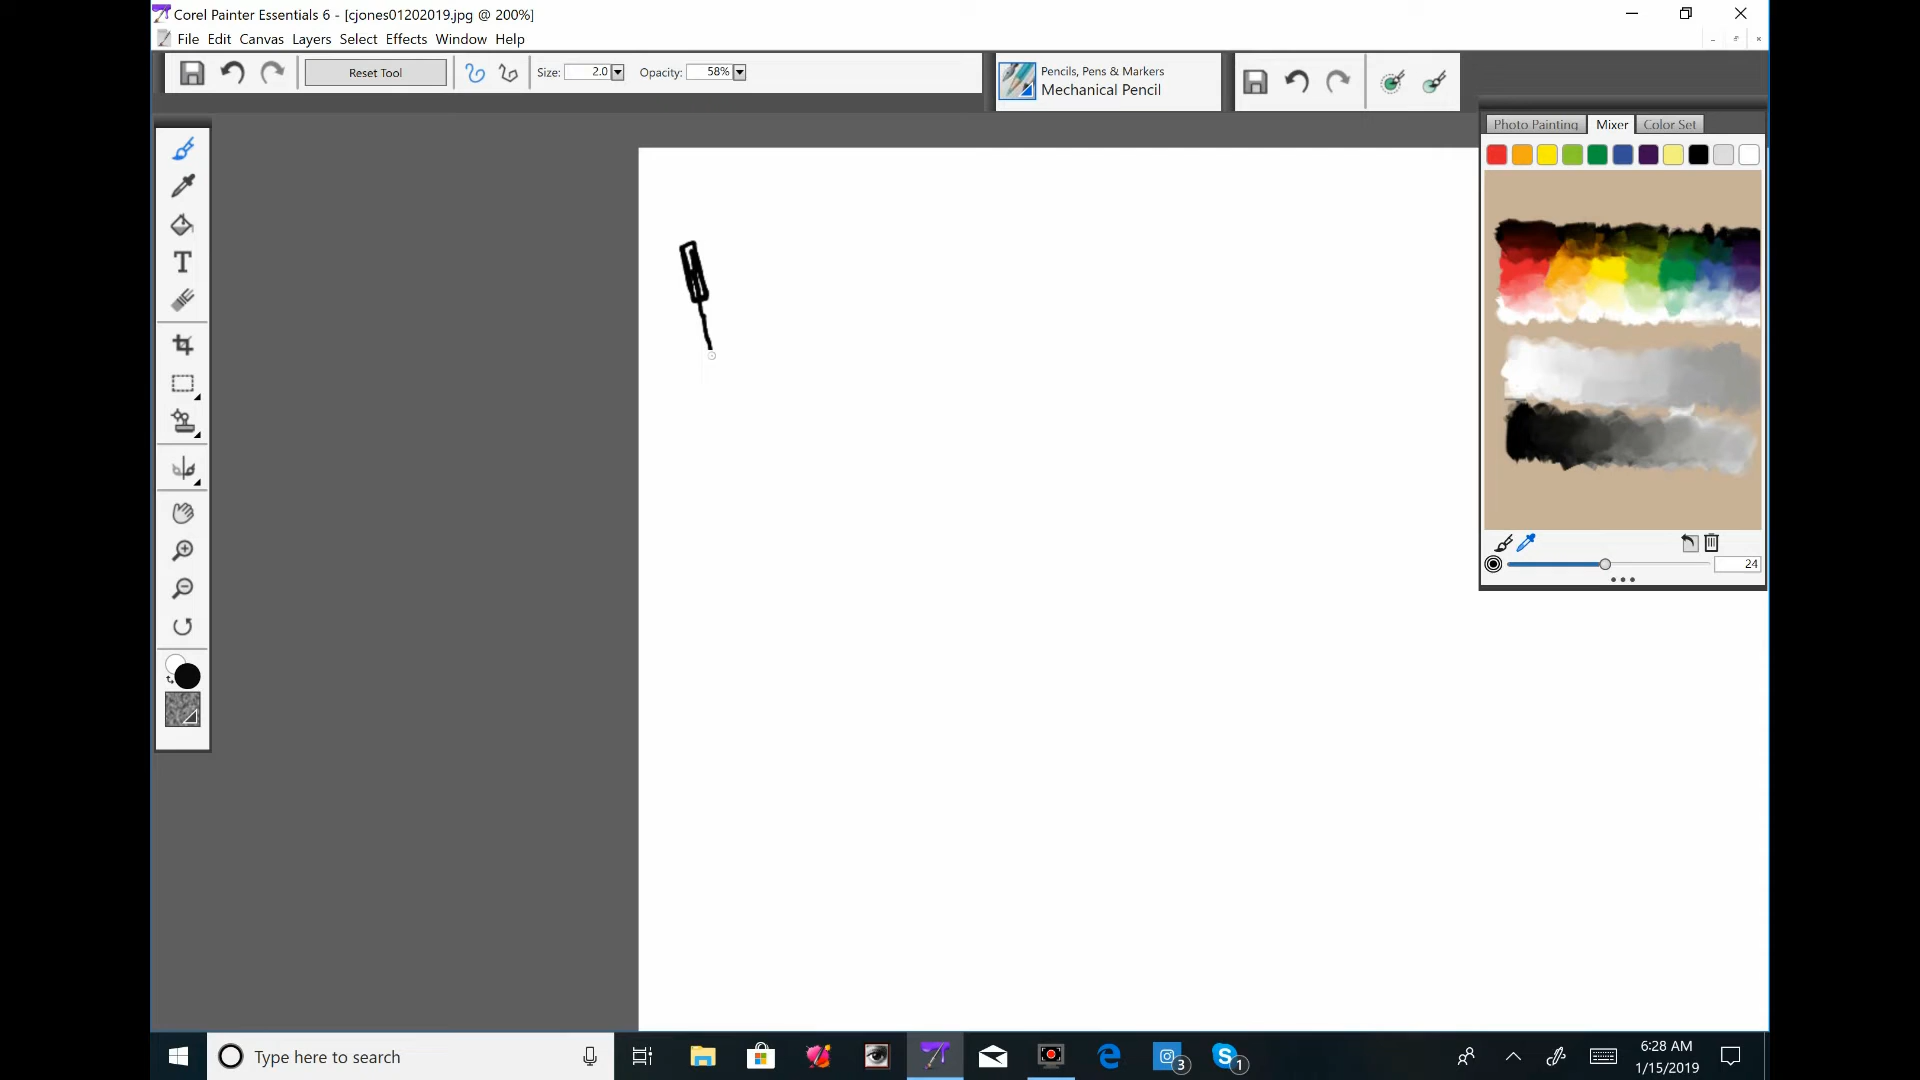 Corel Painter Essentials 6 - [cjones01202019.jpg @ 200%]
File Edit Canvas Layers Select Effects Window Help
Reset Tool
Size: 2.0
Opacity: 58%
Pencils, Pens & Markers
Mechanical Pencil
Photo Painting Mixer Color Set
T
24
Type here to search
3
1
6:28 AM
1/15/2019